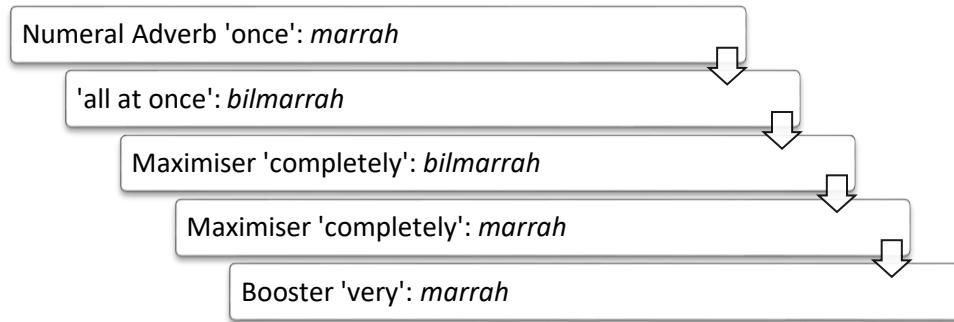 Numeral Adverb 'once': marrah
'all at once': bilmarrah
Maximiser 'completely': bilmarrah
Maximiser 'completely': marrah
Booster 'very': marrah